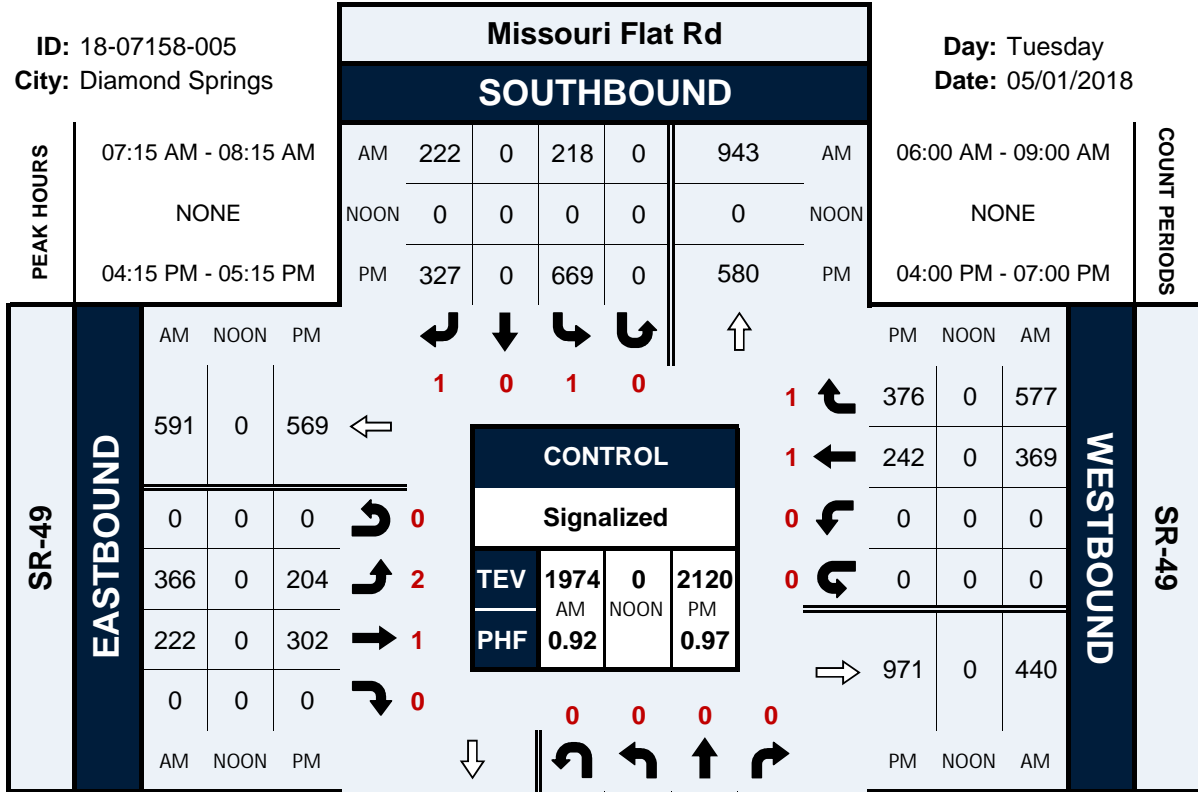 ID: 18-07158-005
City: Diamond Springs
Missouri Flat Rd
SOUTHBOUND
Day: Tuesday
Date: 05/01/2018
PEAK HOURS
07:15 AM - 08:15 AM
NONE
04:15 PM - 05:15 PM
AM 222 0 218 0 943 AM
NOON 0 0 0 0 0 NOON
PM 327 0 669 0 580 PM
06:00 AM - 09:00 AM
NONE
04:00 PM - 07:00 PM
COUNT PERIODS
1 0 1 0
SR-49
EASTBOUND
AM NOON PM
591 0 569
0 0 0 0
366 0 204 2
222 0 302 1
0 0 0 0
AM NOON PM
CONTROL
Signalized
TEV 1974 0 2120
AM NOON PM
PHF 0.92 0.97
PM NOON AM
1 376 0 577
1 242 0 369
0 0 0 0
0 0 0 0
971 0 440
PM NOON AM
WESTBOUND
SR-49
0 0 0 0